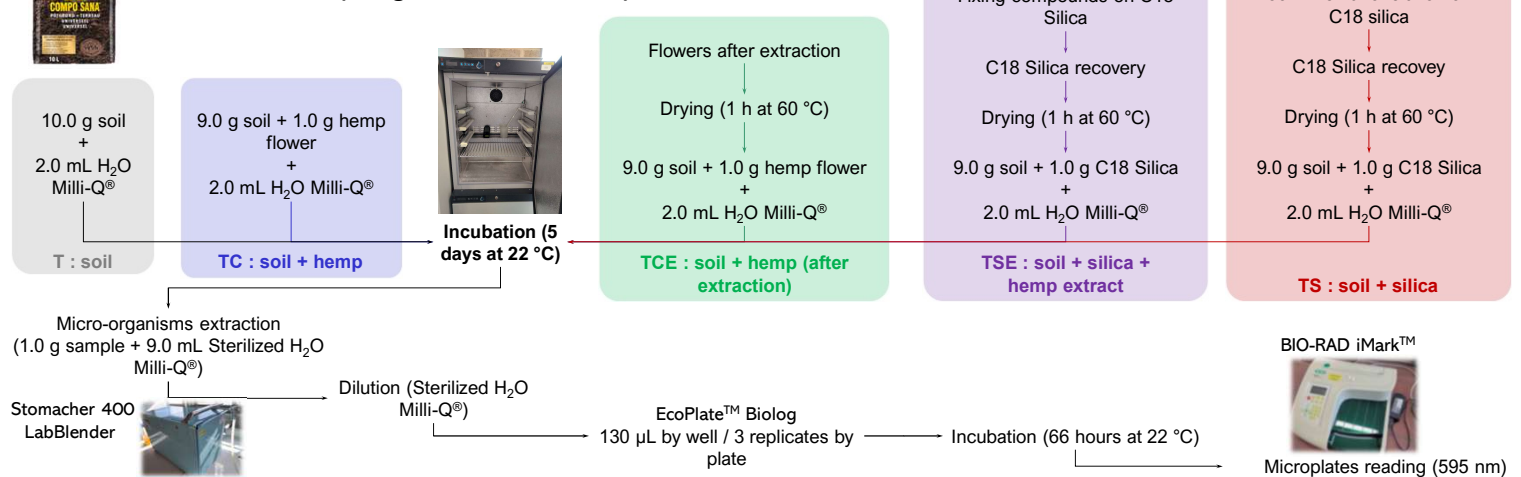 COMPO SANA
UNIVERSEL
10 L
10.0 g soil
+
2.0 mL H2O
Milli-Q®
T : soil
9.0 g soil + 1.0 g hemp
flower
+
2.0 mL H2O Milli-Q®
TC : soil + hemp
Incubation (5
days at 22 °C)
Flowers after extraction
Drying (1 h at 60 °C)
9.0 g soil + 1.0 g hemp flower
+
2.0 mL H2O Milli-Q®
TCE : soil + hemp (after
extraction)
Silica
C18 Silica recovery
Drying (1 h at 60 °C)
9.0 g soil + 1.0 g C18 Silica
+
2.0 mL H2O Milli-Q®
TSE : soil + silica +
hemp extract
C18 silica
C18 Silica recovey
Drying (1 h at 60 °C)
9.0 g soil + 1.0 g C18 Silica
+
2.0 mL H2O Milli-Q®
TS : soil + silica
Micro-organisms extraction
(1.0 g sample + 9.0 mL Sterilized H2O
Milli-Q®)
Stomacher 400
LabBlender
Dilution (Sterilized H2O
Milli-Q®)
EcoPlate™ Biolog
130 µL by well / 3 replicates by
plate
Incubation (66 hours at 22 °C)
BIO-RAD iMark™
Microplates reading (595 nm)